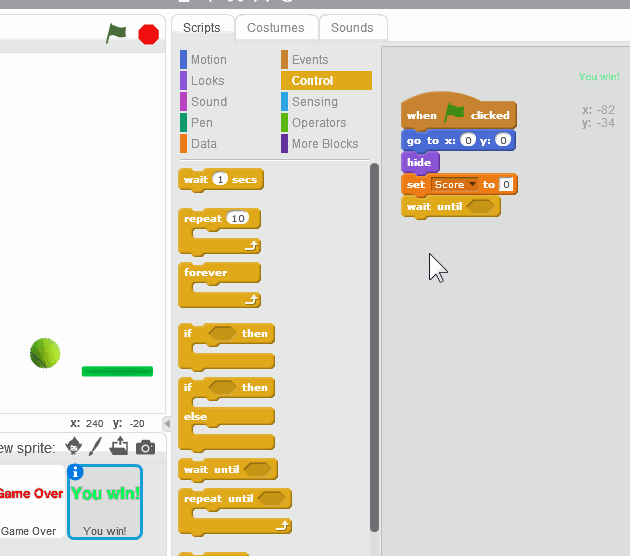 Scripts Costumes Sounds
Motion Events
Looks Control
Sound Sensing
Pen Operators
Data More Blocks
wait 1 secs
repeat 10
forever
if then
if then
else
wait until
repeat until
You win!
x: -82
y: -34
when clicked
go to x: 0 y: 0
hide
set Score to 0
wait until
x: 240 y: -20
ew sprite:
Game Over You win!
Game Over You win!